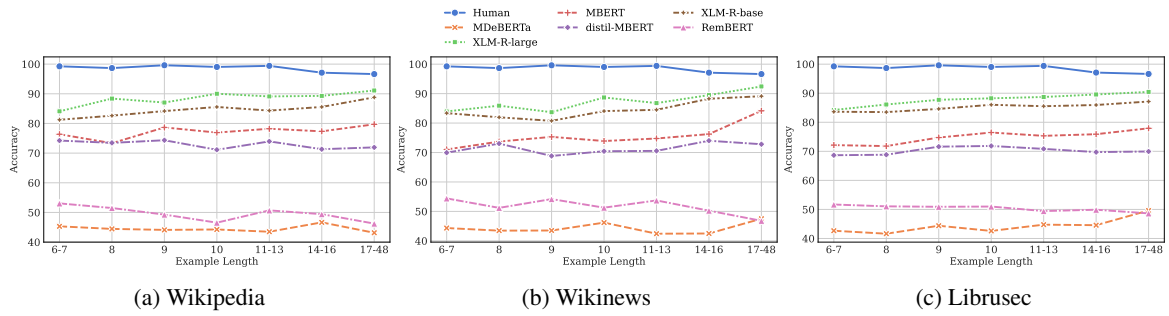 Human MBERT XLM-R-base
MDeBERTa distil-MBERT RemBERT
XLM-R-large
100
90
80
70
60
50
40
Accuracy
6-7 8 9 10 11-13 14-16 17-48
Example Length
(a) Wikipedia
100
90
80
70
60
50
40
Accuracy
6-7 8 9 10 11-13 14-16 17-48
Example Length
(b) Wikinews
100
90
80
70
60
50
40
Accuracy
6-7 8 9 10 11-13 14-16 17-48
Example Length
(c) Librusec